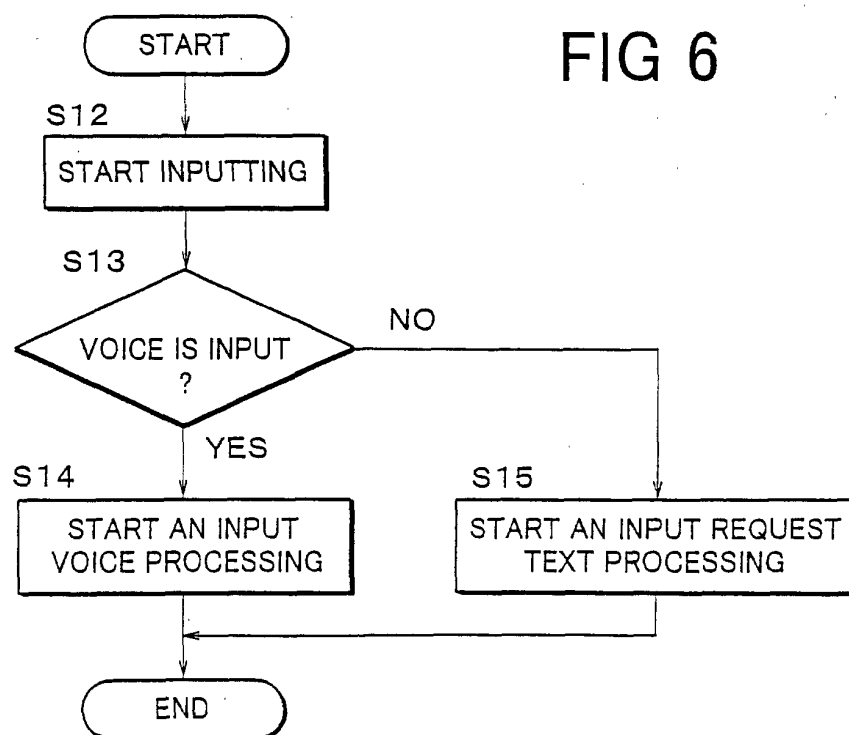 START
FIG 6
S12
START INPUTTING
S13
VOICE IS INPUT
?
NO
YES
S14
START AN INPUT
VOICE PROCESSING
S15
START AN INPUT REQUEST
TEXT PROCESSING
END